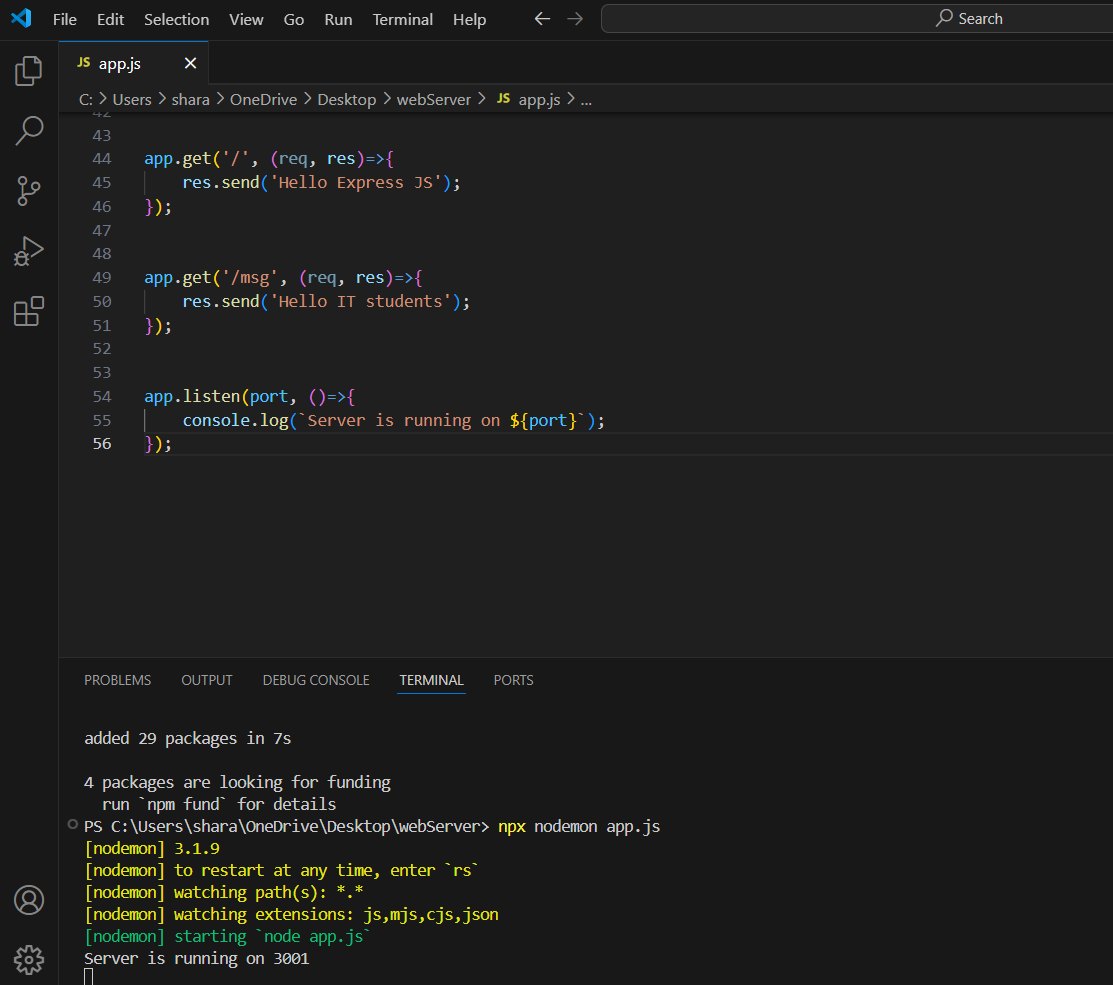 File Edit Selection View Go Run Terminal Help Search
JS app.js
C: > Users > shara > OneDrive > Desktop > webServer > JS app.js > ...
42
43
44 app.get('/', (req, res)=>{
45 res.send('Hello Express JS');
46 });
47
48
49 app.get('/msg', (req, res)=>{
50 res.send('Hello IT students');
51 });
52
53
54 app.listen(port, ()=>{
55 console.log(`Server is running on ${port}`);
56 });
PROBLEMS OUTPUT DEBUG CONSOLE TERMINAL PORTS
added 29 packages in 7s
4 packages are looking for funding
run `npm fund` for details
PS C:\Users\shara\OneDrive\Desktop\webServer> npx nodemon app.js
[nodemon] 3.1.9
[nodemon] to restart at any time, enter `rs`
[nodemon] watching path(s): *.*
[nodemon] watching extensions: js,mjs,cjs,json
[nodemon] starting `node app.js`
Server is running on 3001